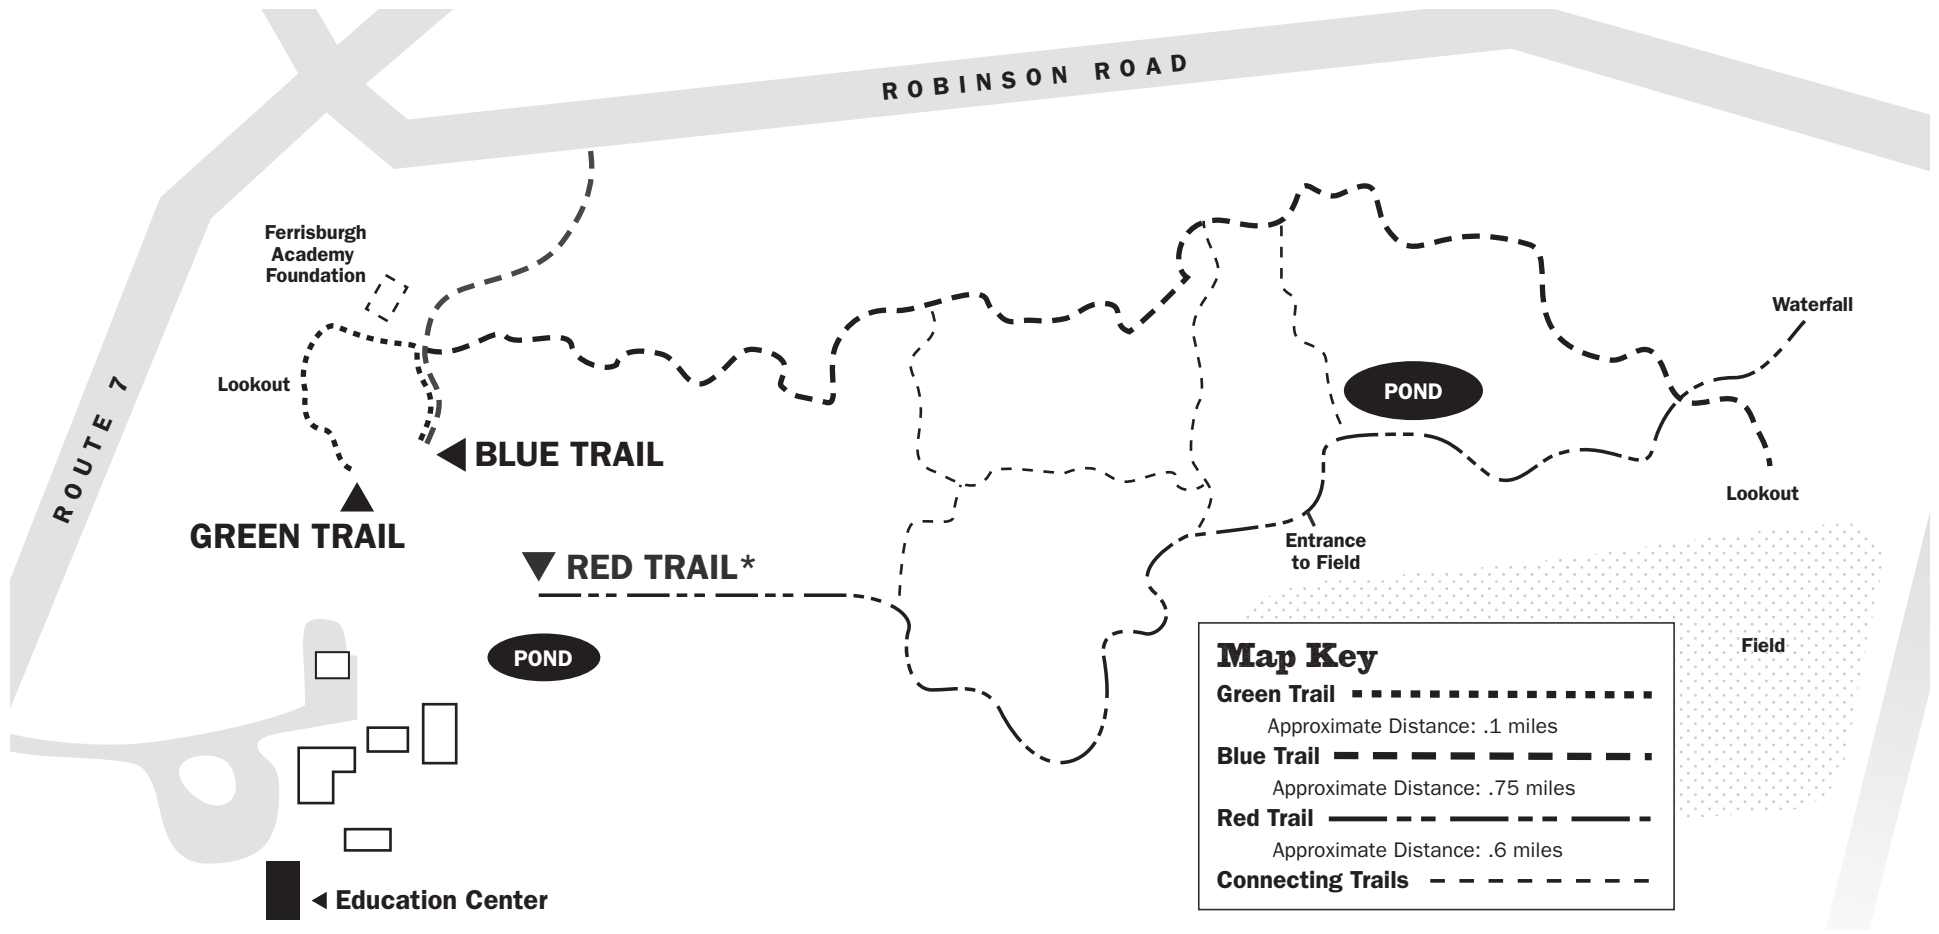 ROBINSON ROAD
ROUTE 7
Ferrisburgh
Academy
Foundation
Lookout
BLUE TRAIL
GREEN TRAIL
RED TRAIL*
POND
POND
Waterfall
Lookout
Entrance
to Field
Field
Map Key
Green Trail
Approximate Distance: .1 miles
Blue Trail
Approximate Distance: .75 miles
Red Trail
Approximate Distance: .6 miles
Connecting Trails
Education Center